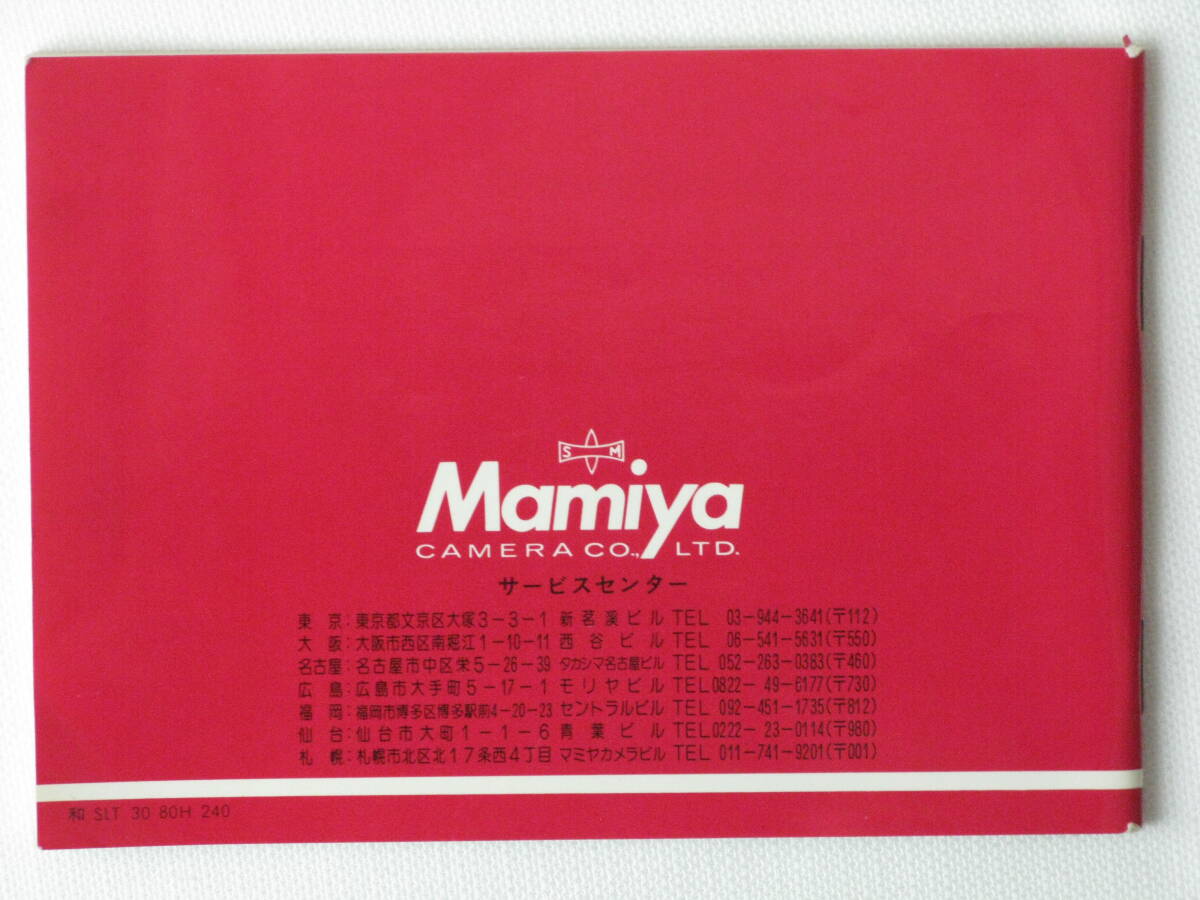 S M
Mamiya
CAMERA CO., LTD.
サービスセンター
東京:東京都文京区大塚3-3-1 新茗溪ビル TEL 03-944-3641(〒112)
大阪:大阪市西区南堀江1-10-11 西谷ビル TEL 06-541-5631(〒550)
名古屋:名古屋市中区栄5-26-39 タカシマ名古屋ビル TEL 052-263-0383(〒460)
広島:広島市大手町5-17-1 モリヤビル TEL0822-49-6177(〒730)
福岡:福岡市博多区博多駅前4-20-23 セントラルビル TEL 092-451-1735(〒812)
仙台:仙台市大町1-1-6 青葉ビル TEL0222-23-0114(〒980)
札幌:札幌市北区北17条西4丁目 マミヤカメラビル TEL 011-741-9201(〒001)
和 SLT 30 80H 240